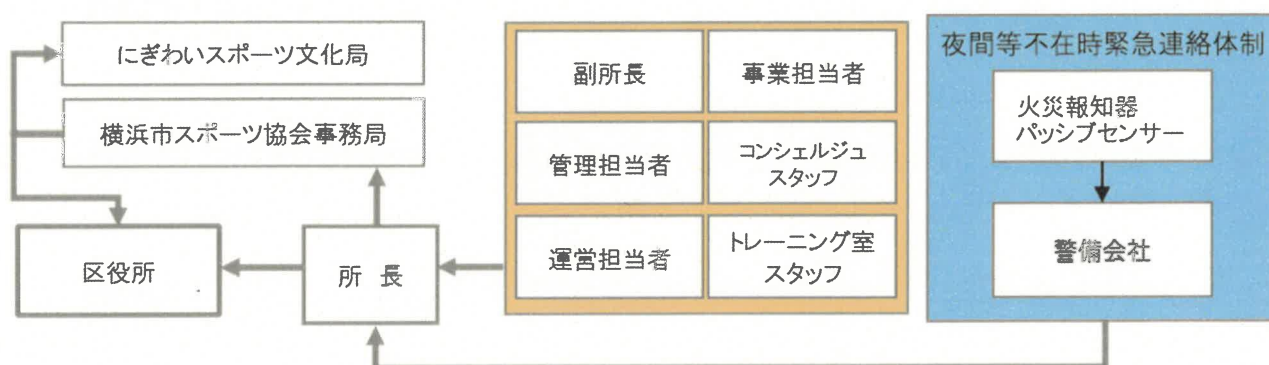 にぎわいスポーツ文化局
横浜市スポーツ協会事務局
区役所
所 長
副所長
事業担当者
管理担当者
コンシェルジュ
スタッフ
運営担当者
トレーニング室
スタッフ
夜間等不在時緊急連絡体制
火災報知器
パッシブセンサー
警備会社